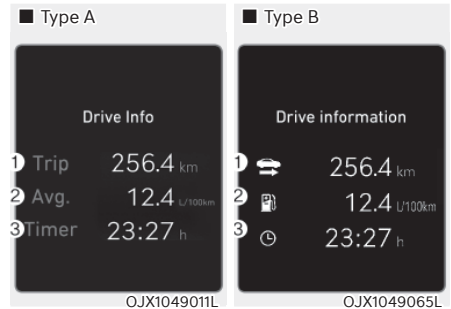 ■ Type A
Drive Info
1 Trip 256.4 km
2 Avg. 12.4 L/100km
3 Timer 23:27 h
OJX1049011L
■ Type B
Drive information
1 256.4 km
2 12.4 L/100km
3 23:27 h
OJX1049065L